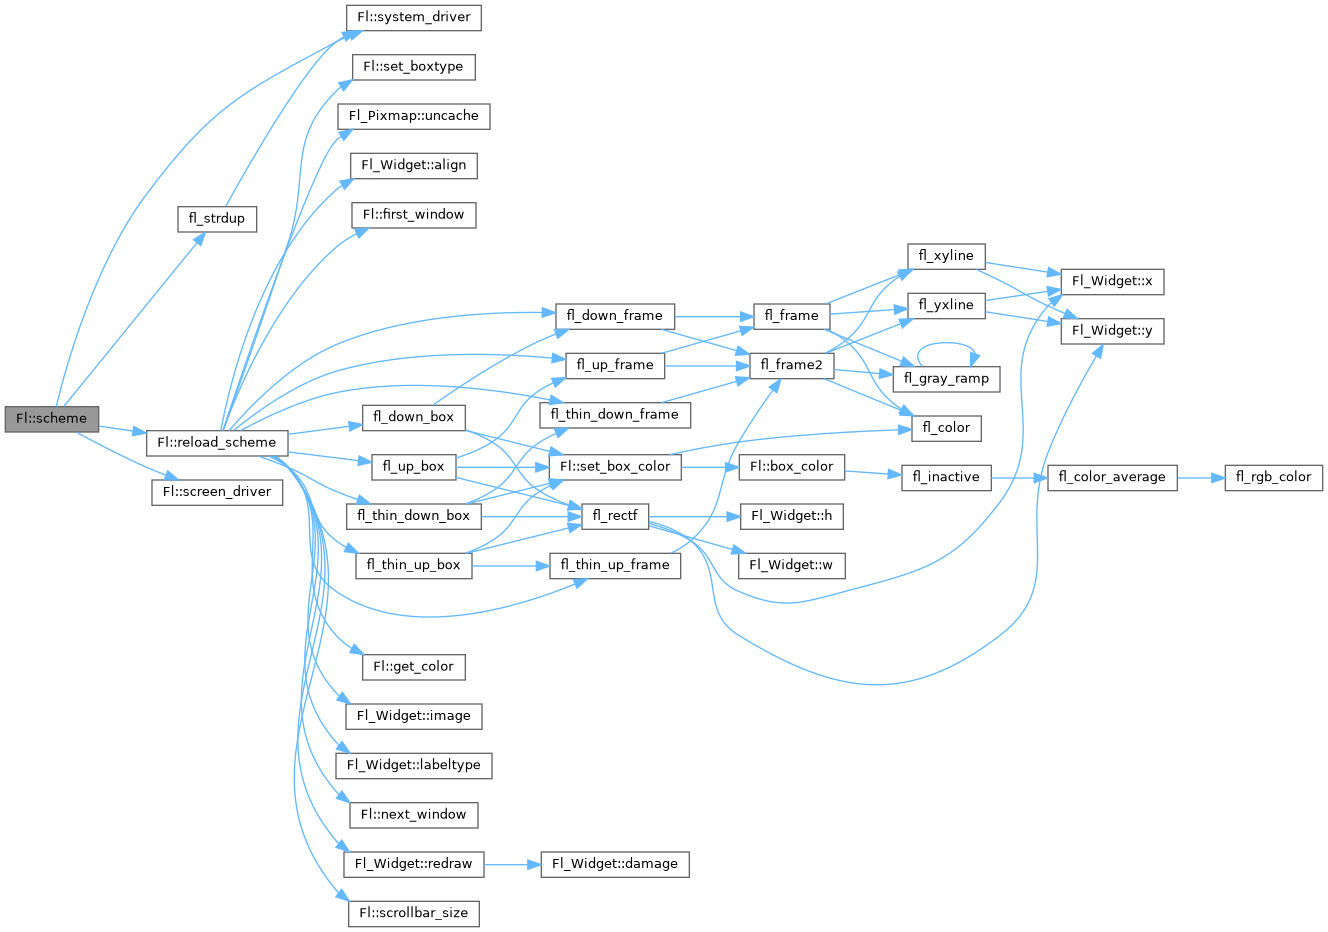 Fl::system_driver
Fl::set_boxtype
Fl_Pixmap::uncache
Fl_Widget::align
fl_strdup
Fl::first_window
fl_xyline
Fl_Widget::x
fl_down_frame
fl_frame
fl_yxline
Fl_Widget::y
fl_up_frame
fl_frame2
fl_gray_ramp
Fl::scheme
fl_down_box
fl_thin_down_frame
fl_color
Fl::reload_scheme
fl_up_box
Fl::set_box_color
Fl::box_color
fl_inactive
fl_color_average
fl_rgb_color
Fl::screen_driver
fl_thin_down_box
fl_rectf
Fl_Widget::h
fl_thin_up_box
fl_thin_up_frame
Fl_Widget::w
Fl::get_color
Fl_Widget::image
Fl_Widget::labeltype
Fl::next_window
Fl_Widget::redraw
Fl_Widget::damage
Fl::scrollbar_size